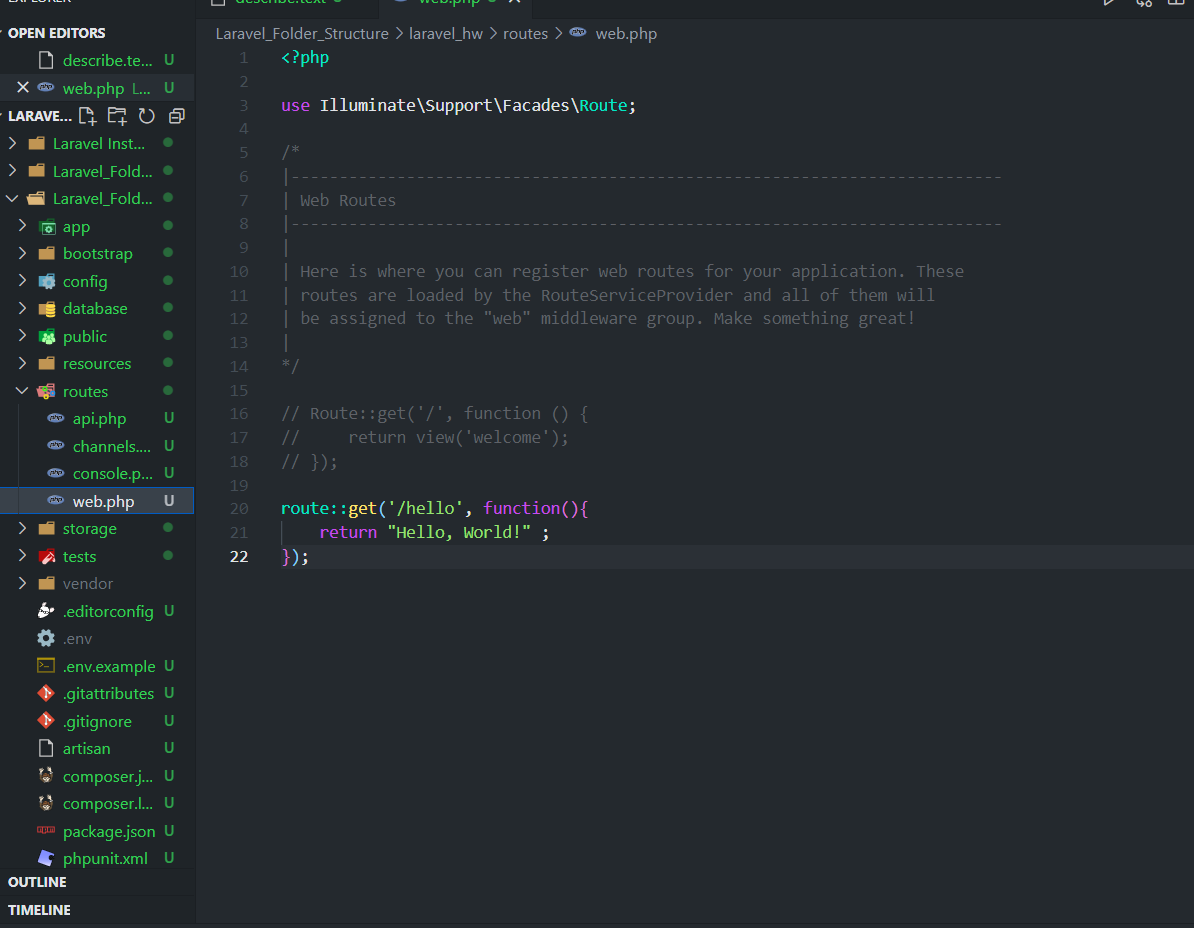 EXPLORER
OPEN EDITORS
describe.te... U
web.php L... U
LARAVE...
Laravel Inst...
Laravel_Fold...
Laravel_Fold...
app
bootstrap
config
database
public
resources
routes
api.php U
channels.... U
console.p... U
web.php U
storage
tests
vendor
.editorconfig U
.env
.env.example U
.gitattributes U
.gitignore U
artisan U
composer.j... U
composer.l... U
package.json U
phpunit.xml U
OUTLINE
TIMELINE
describe.text web.php
Laravel_Folder_Structure > laravel_hw > routes > web.php
1 <?php
2
3 use Illuminate\Support\Facades\Route;
4
5 /*
6 |--------------------------------------------------------------------------
7 | Web Routes
8 |--------------------------------------------------------------------------
9 |
10 | Here is where you can register web routes for your application. These
11 | routes are loaded by the RouteServiceProvider and all of them will
12 | be assigned to the "web" middleware group. Make something great!
13 |
14 */
15
16 // Route::get('/', function () {
17 //     return view('welcome');
18 // });
19
20 route::get('/hello', function(){
21     return "Hello, World!" ;
22 });